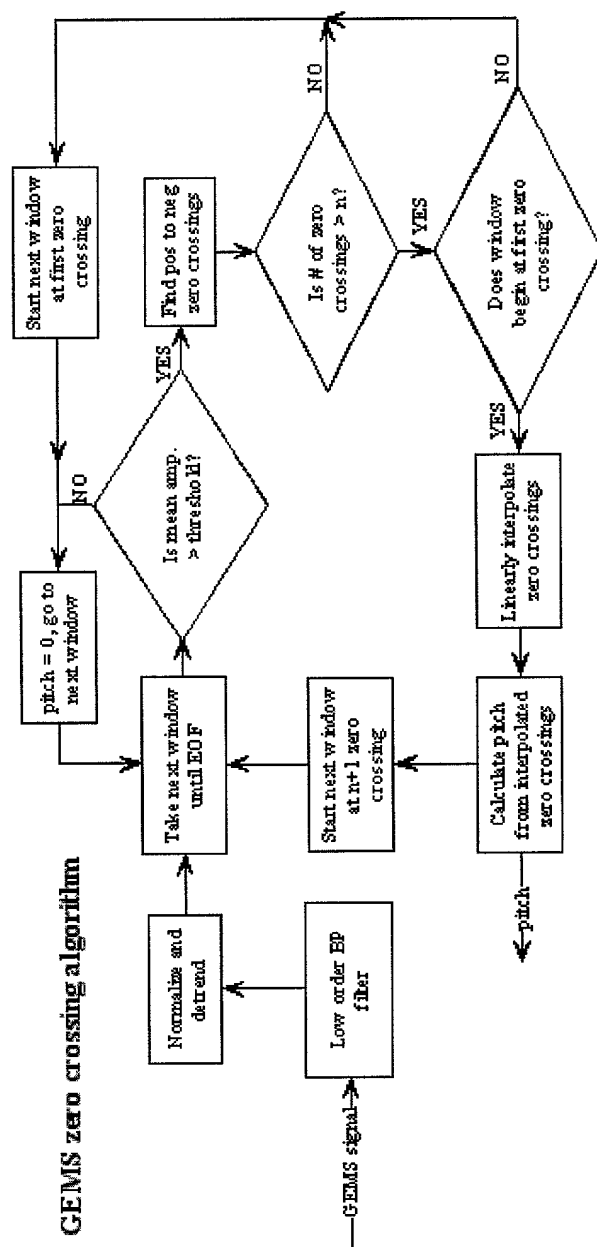 GEMS zero crossing algorithm
GEMS signal
Low order BP
filter
Normalize and
detrend
Take next window
until EOF
Is mean amp.
> threshold?
NO
YES
pitch = 0, go to
next window
Start next window
at first zero
crossing
Find pos to neg
zero crossings
Is # of zero
crossings > n?
NO
YES
Does window
begin at first zero
crossing?
NO
YES
Linearly interpolate
zero crossings
Calculate pitch
from interpolated
zero crossings
pitch
Start next window
at n+1 zero
crossing